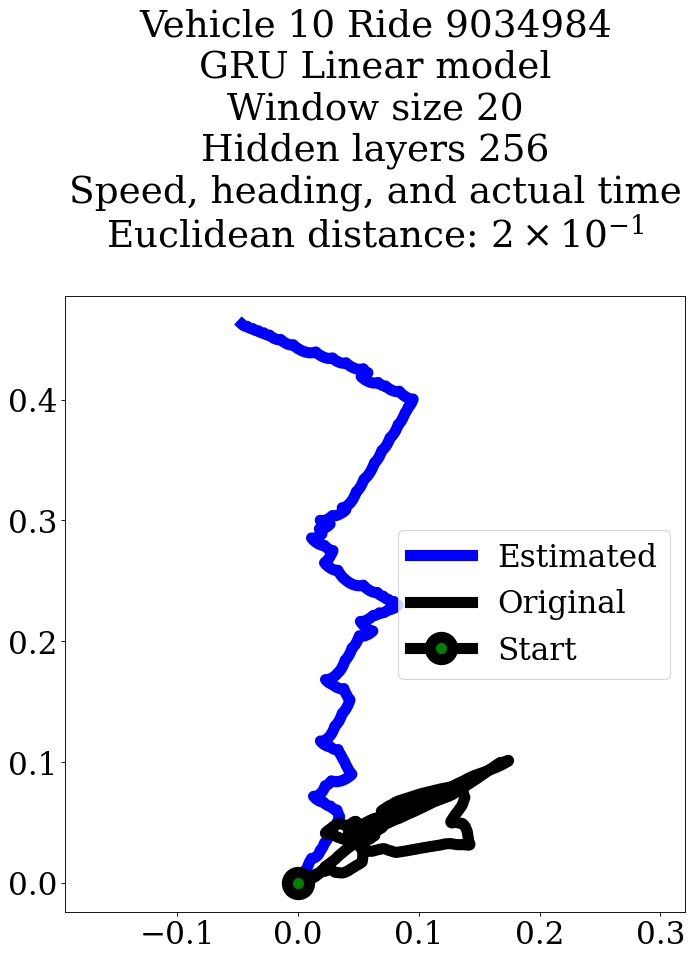 Vehicle 10 Ride 9034984
GRU Linear model
Window size 20
Hidden layers 256
Speed, heading, and actual time
Euclidean distance: 2 × 10⁻¹
0.4
0.3
0.2
0.1
0.0
Estimated
Original
Start
−0.1 0.0 0.1 0.2 0.3